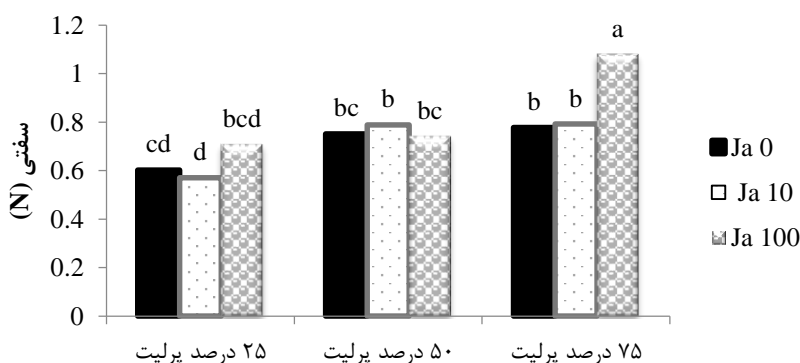 1.2
1
0.8
0.6
0.4
0.2
0
سفتی (N)
cd
d
bcd
bc
b
bc
b
b
a
۲۵ درصد پرلیت
۵۰ درصد پرلیت
۷۵ درصد پرلیت
Ja 0
Ja 10
Ja 100